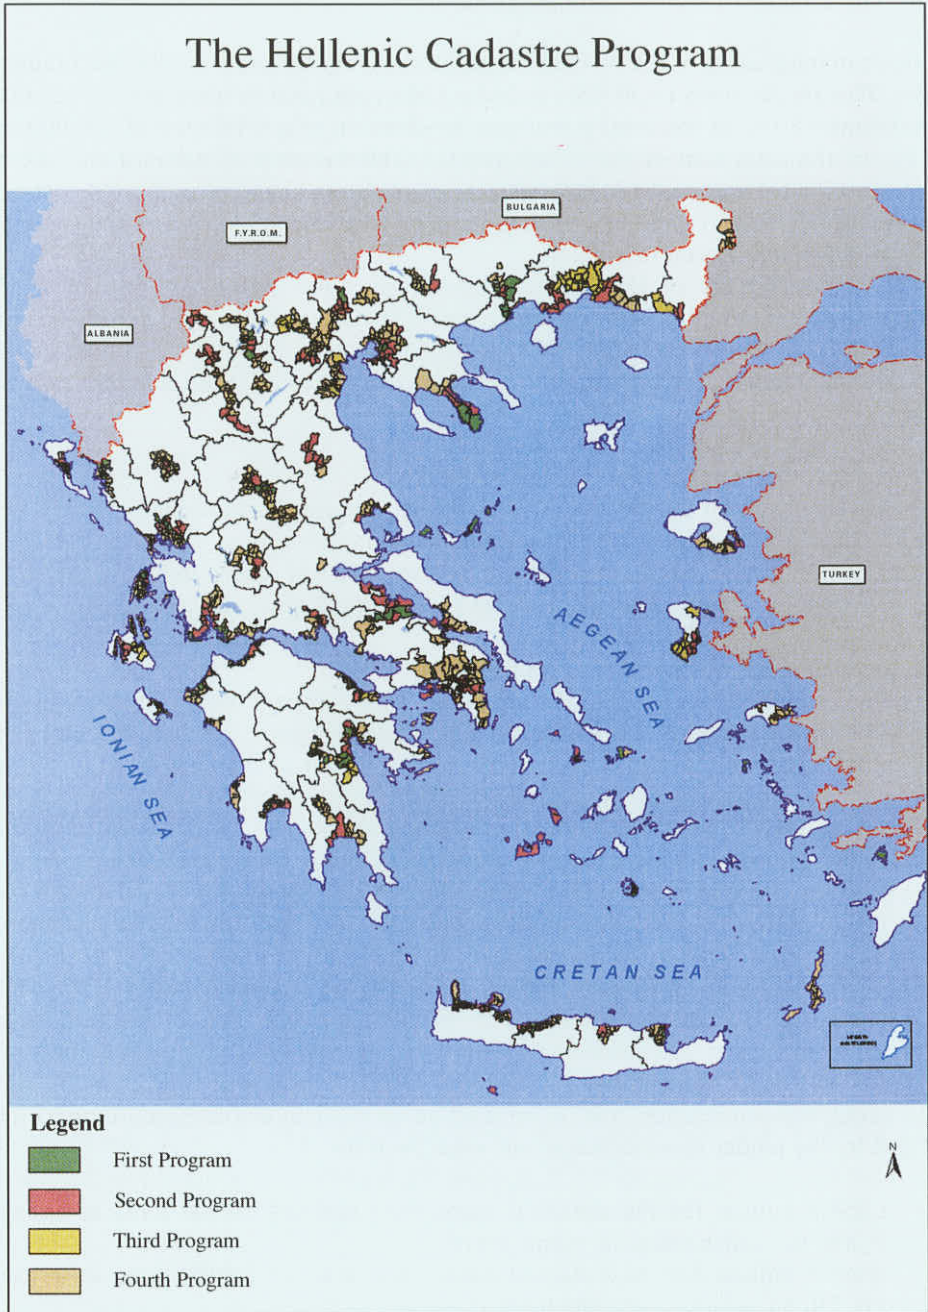 The Hellenic Cadastre Program
BULGARIA
F.Y.R.O.M.
ALBANIA
TURKEY
AEGEAN SEA
IONIAN SEA
CRETAN SEA
Legend
First Program
Second Program
Third Program
Fourth Program
N